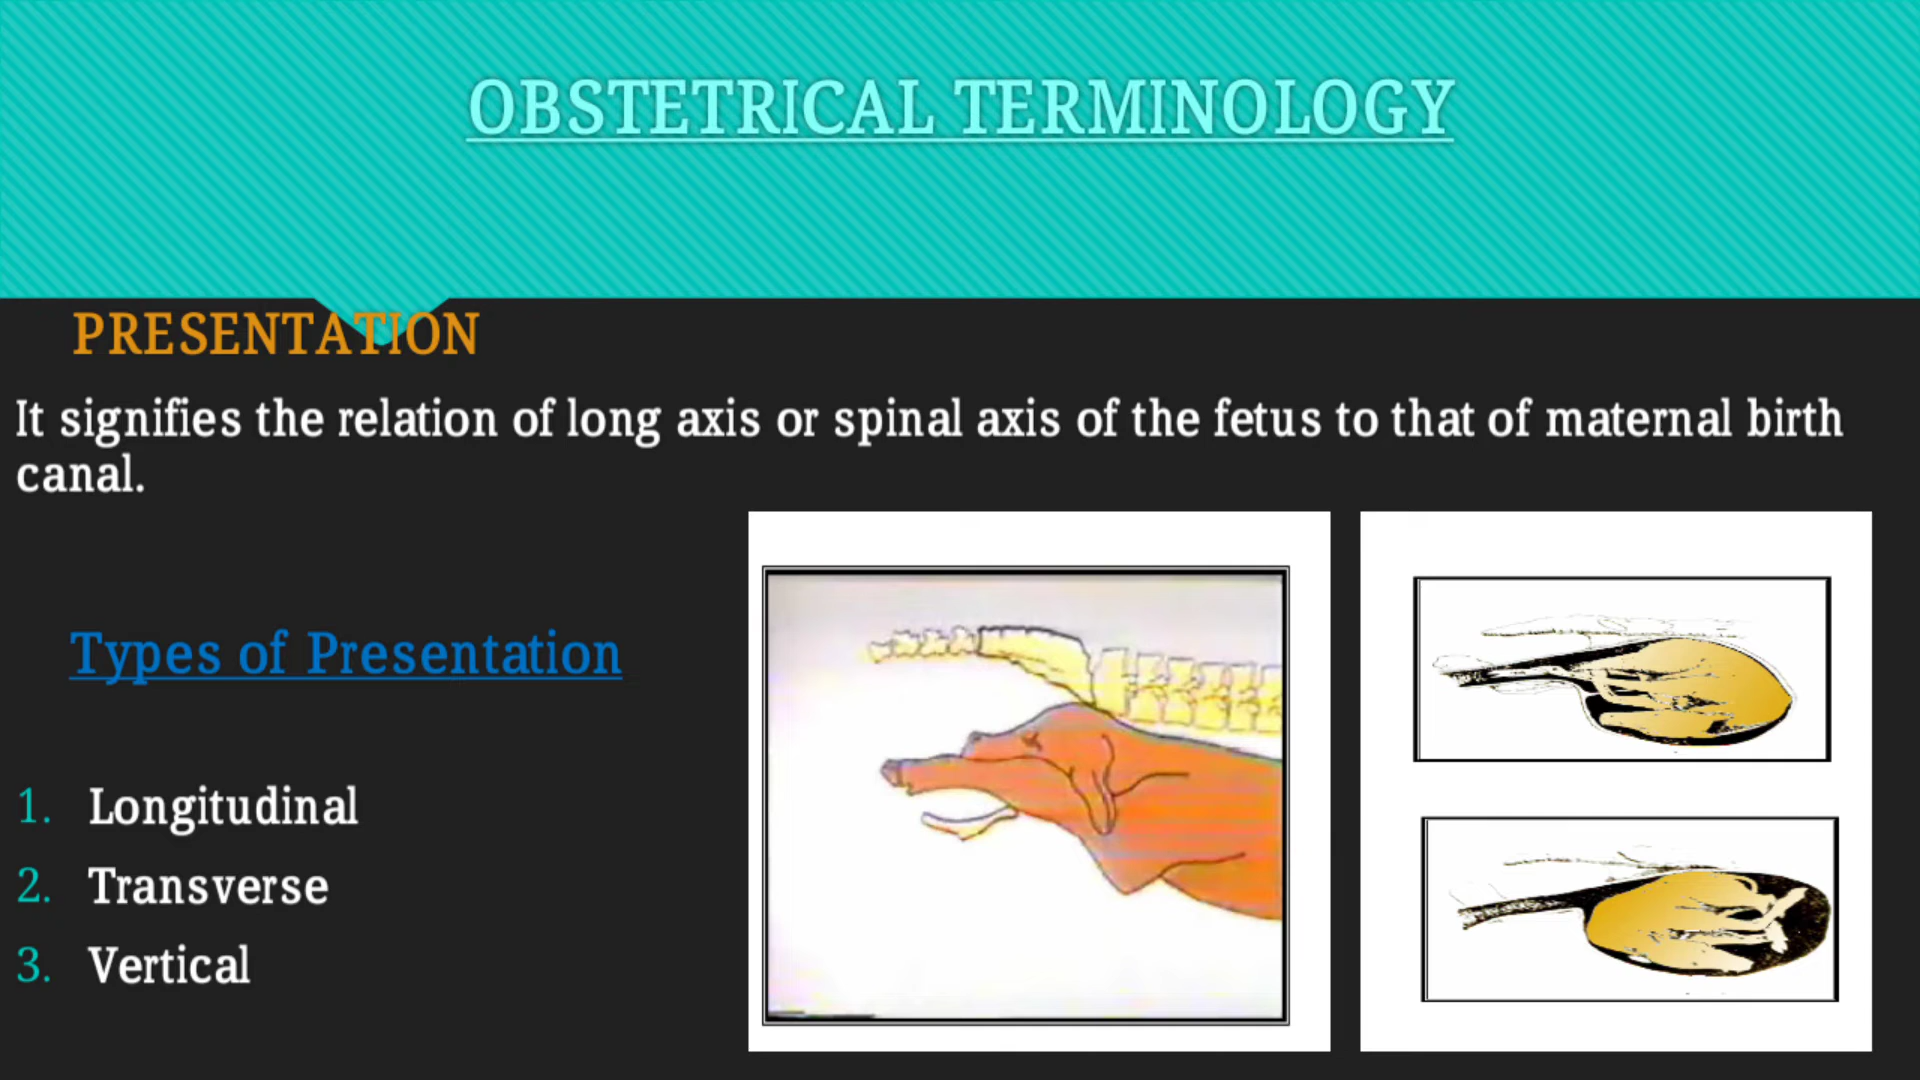 OBSTETRICAL TERMINOLOGY
PRESENTATION
It signifies the relation of long axis or spinal axis of the fetus to that of maternal birth
canal.
Types of Presentation
1. Longitudinal
2. Transverse
3. Vertical